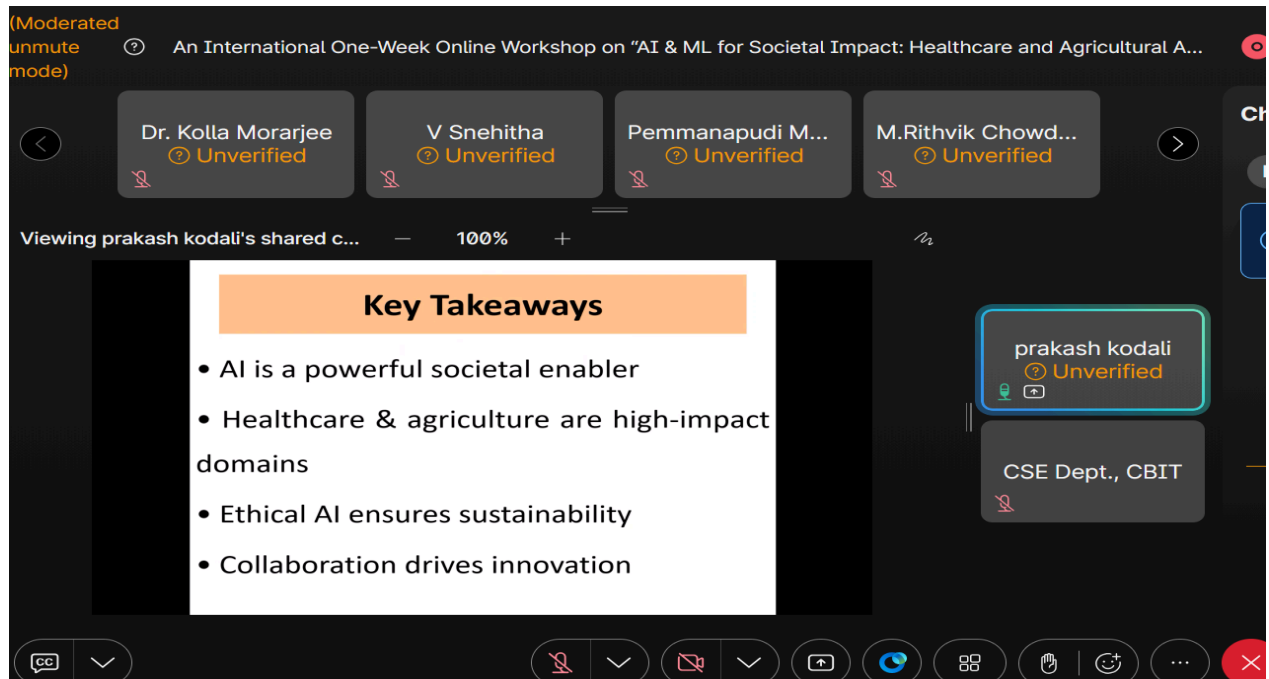 (Moderated
unmute
mode)
An International One-Week Online Workshop on “AI & ML for Societal Impact: Healthcare and Agricultural A...
Dr. Kolla Morarjee
Unverified
V Snehitha
Unverified
Pemmanapudi M...
Unverified
M.Rithvik Chowd...
Unverified
Viewing prakash kodali's shared c...
100%
Key Takeaways
• AI is a powerful societal enabler
• Healthcare & agriculture are high-impact
domains
• Ethical AI ensures sustainability
• Collaboration drives innovation
prakash kodali
Unverified
CSE Dept., CBIT
CC